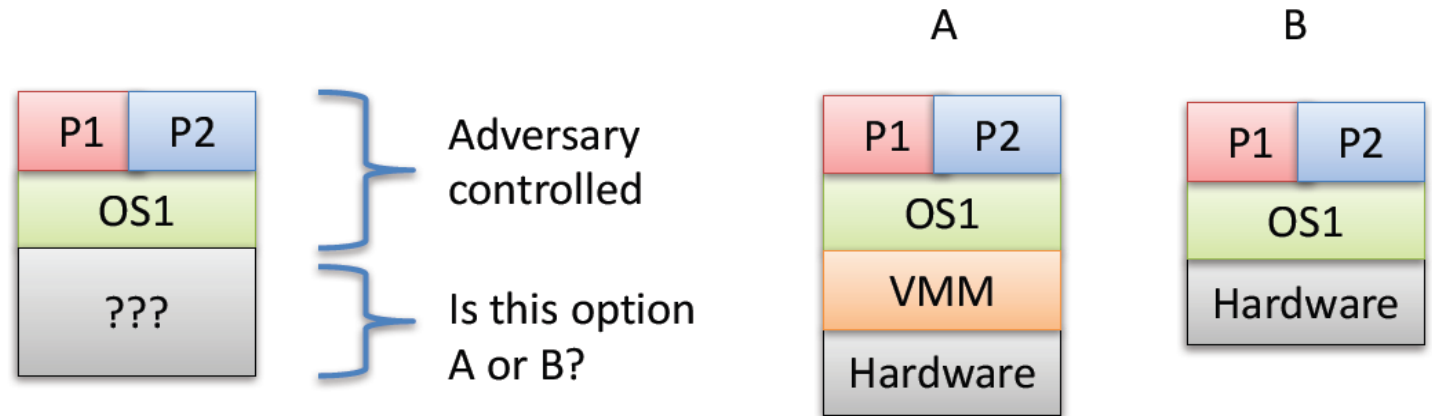 P1 P2
OS1
???
Adversary
controlled
Is this option
A or B?
A
P1 P2
OS1
VMM
Hardware
B
P1 P2
OS1
Hardware